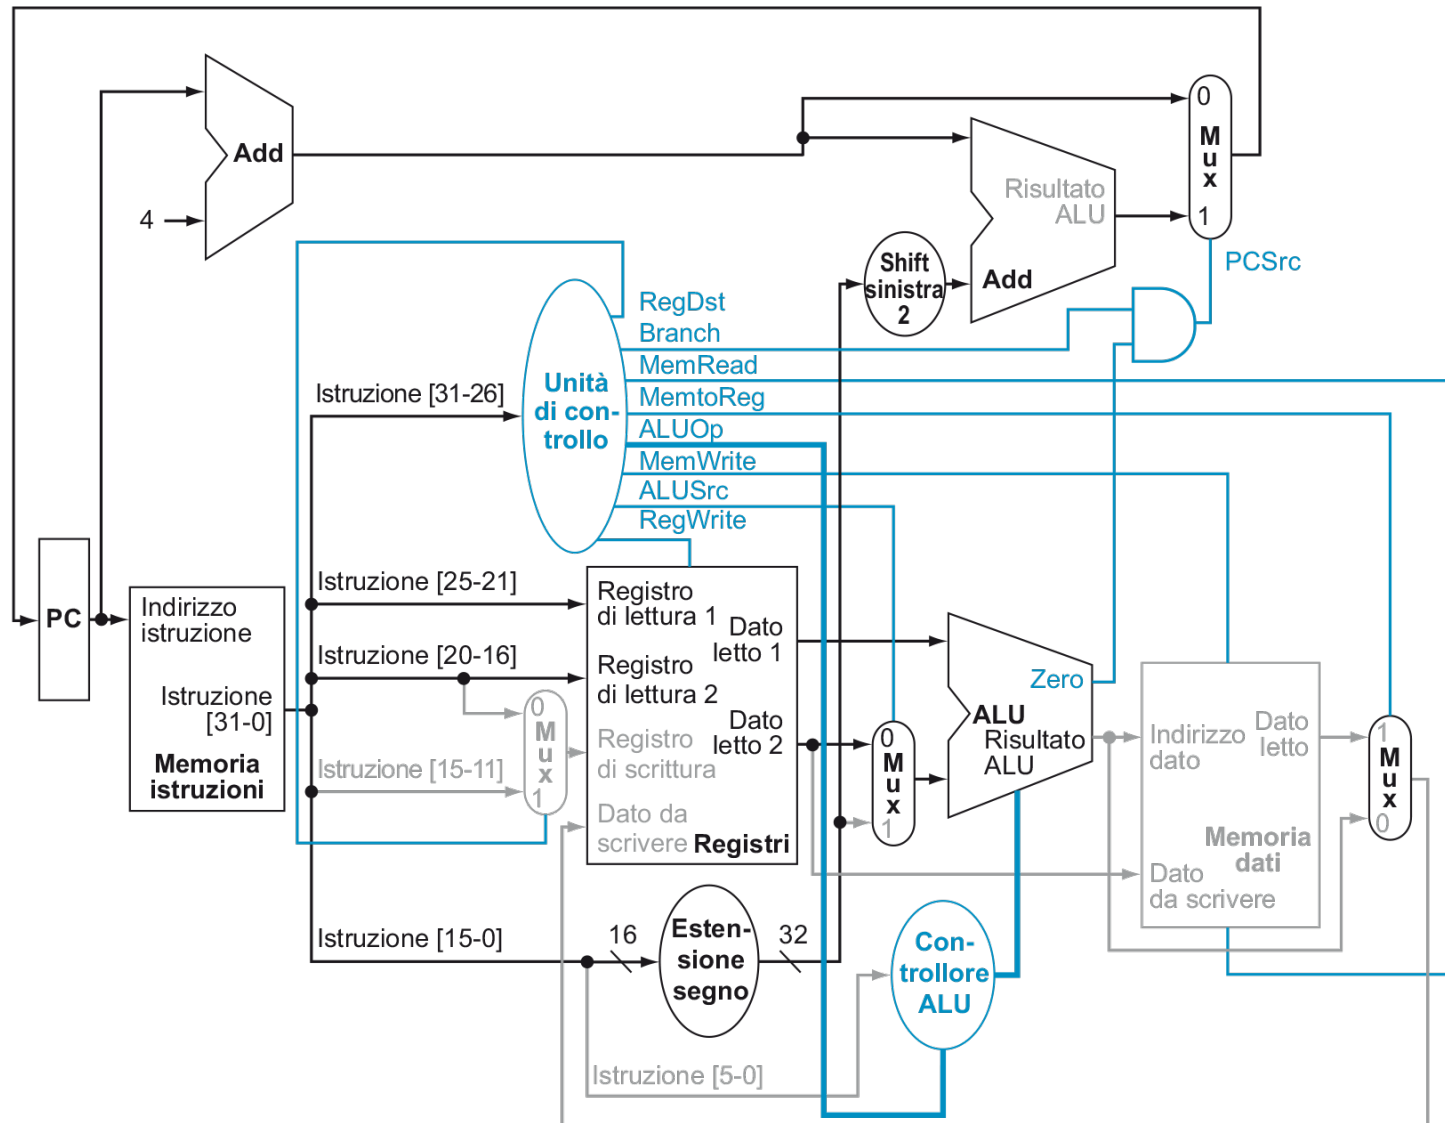 0
M
u
x
1
Add
4
Risultato
ALU
Add
Shift
sinistra
2
PCSrc
RegDst
Branch
MemRead
MemtoReg
ALUOp
MemWrite
ALUSrc
RegWrite
Unità
di con-
trollo
Istruzione [31-26]
Istruzione [25-21]
Istruzione [20-16]
Istruzione [15-11]
Istruzione [15-0]
Istruzione [5-0]
PC
Indirizzo
istruzione
Istruzione
[31-0]
Memoria
istruzioni
0
M
u
x
1
Registro
di lettura 1
Registro
di lettura 2
Registro
di scrittura
Dato da
scrivere
Registri
Dato
letto 1
Dato
letto 2
0
M
u
x
1
Zero
ALU
Risultato
ALU
Indirizzo
dato
Dato
letto
Memoria
dati
Dato
da scrivere
1
M
u
x
0
16
Esten-
sione
segno
32
Con-
trollore
ALU